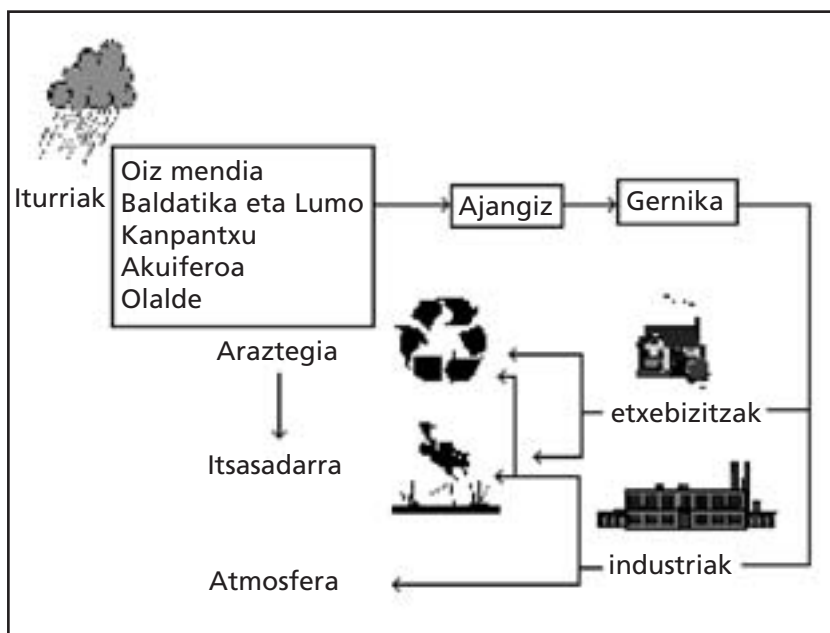 Iturriak
Oiz mendia
Baldatika eta Lumo
Kanpantxu
Akuiferoa
Olalde
Ajangiz
Gernika
Araztegia
etxebizitzak
Itsasadarra
industriak
Atmosfera